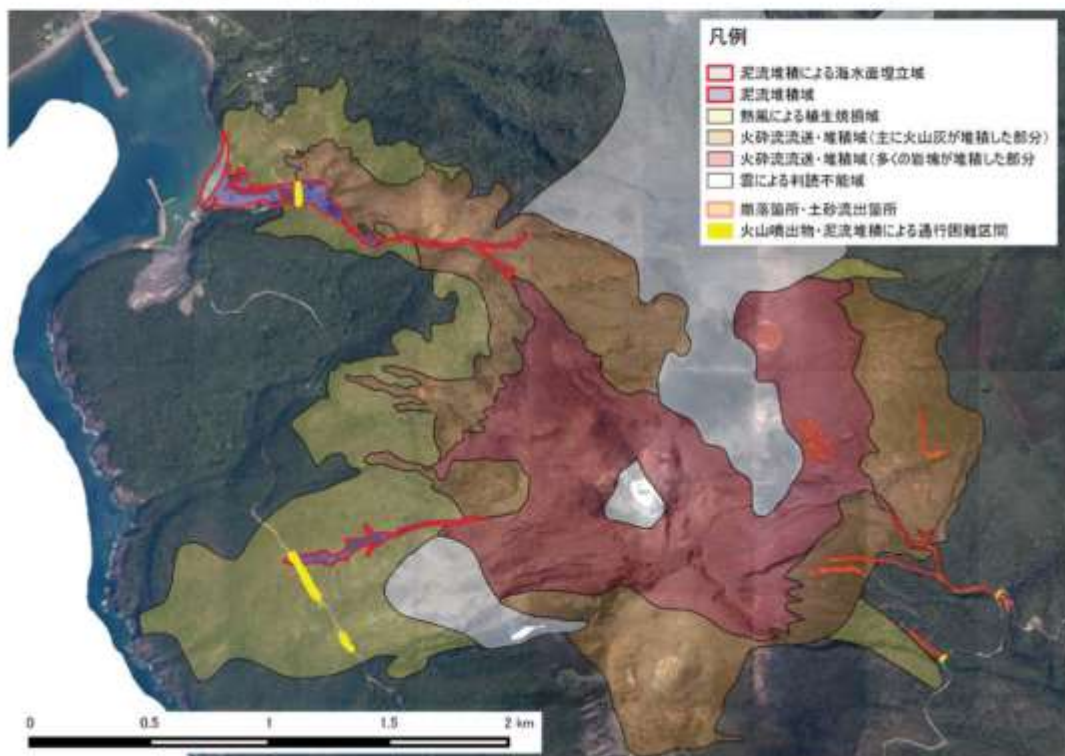 凡例
泥流堆積による海水面埋立域
泥流堆積域
熱風による植生焼損域
火砕流流送・堆積域(主に火山灰が堆積した部分)
火砕流流送・堆積域(多くの岩塊が堆積した部分
雲による判読不能域
崩落箇所・土砂流出箇所
火山噴出物・泥流堆積による通行困難区間
0 0.5 1 1.5 2 km